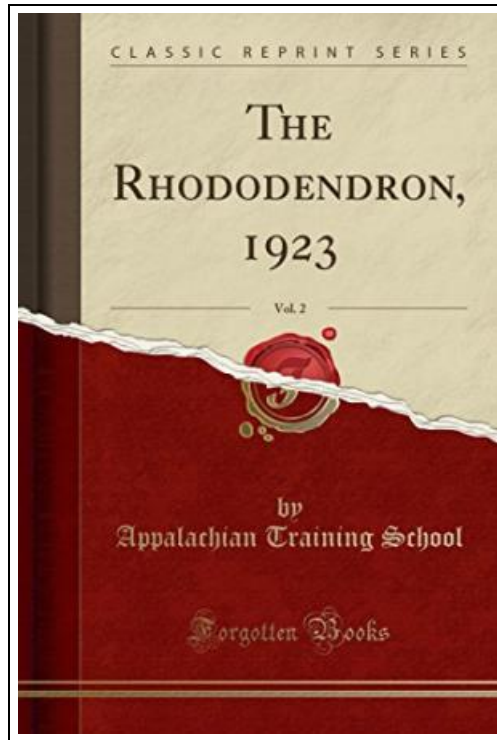 CLASSIC REPRINT SERIES
THE
RHODODENDRON,
1923
Vol. 2
by
Appalachian Training School
Forgotten Books